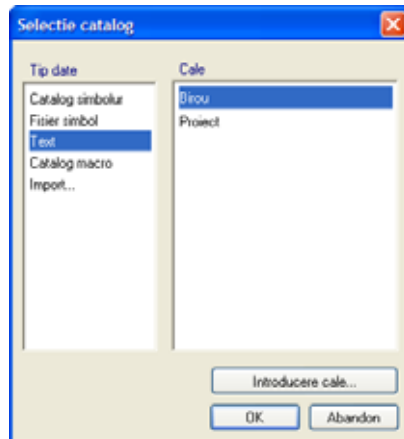 Selectie catalog
Tip date
Cale
Catalog simbolur
Fisier simbol
Text
Catalog macro
Import...
Birou
Proiect
Introducere cale...
OK
Abandon